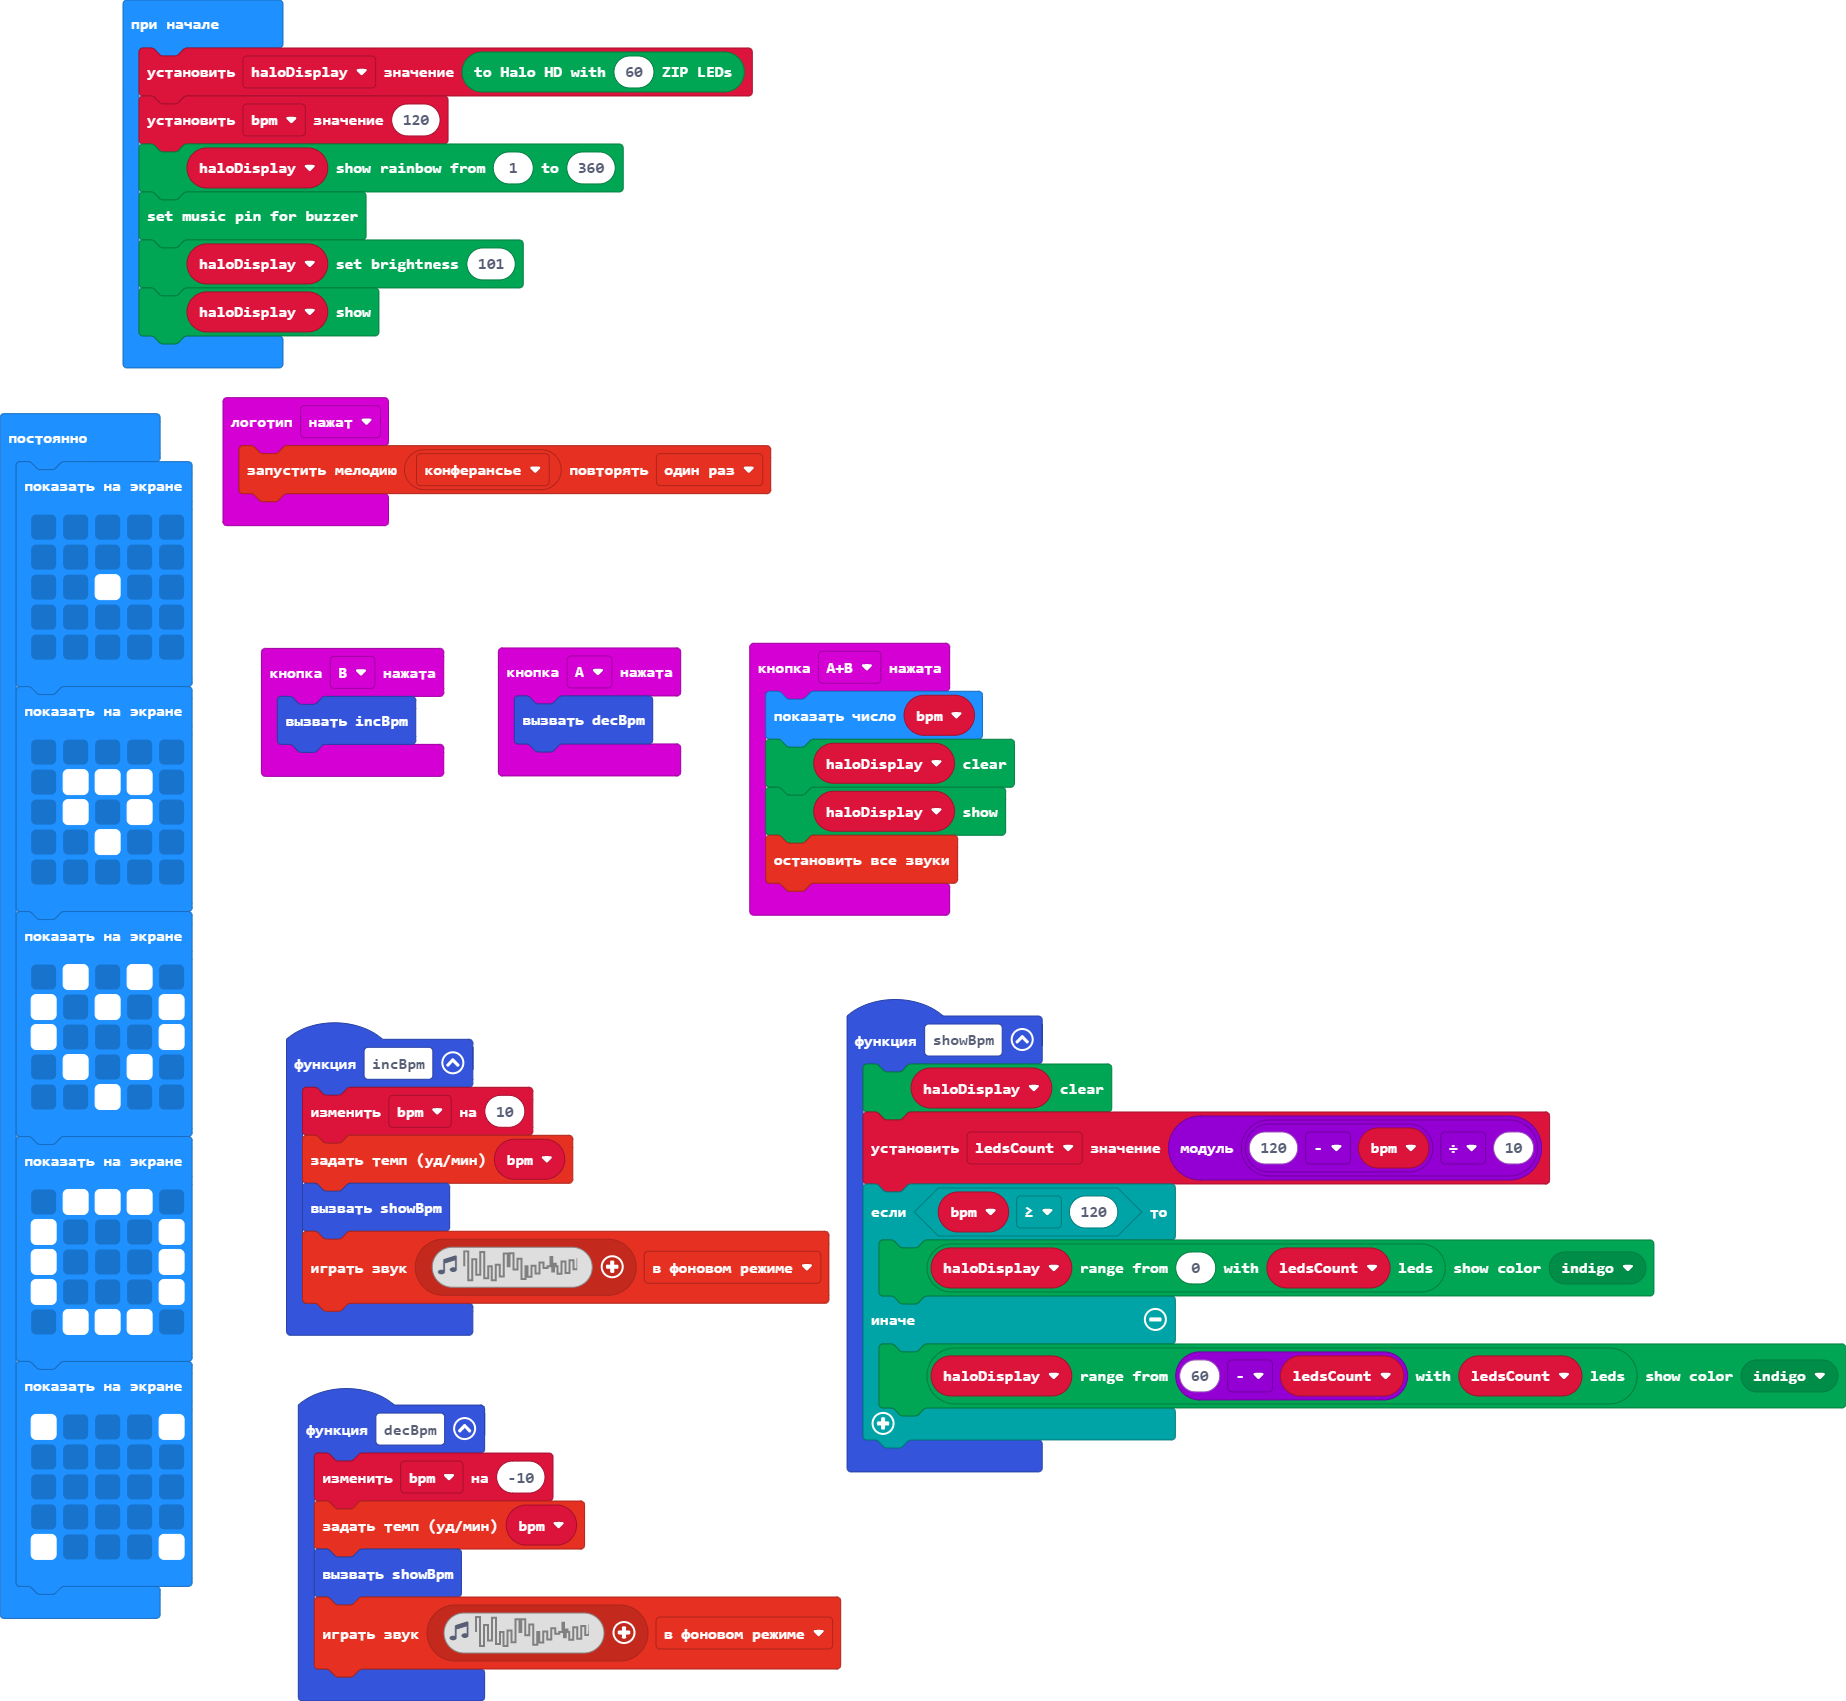 при начале
установить haloDisplay значение to Halo HD with 60 ZIP LEDs
установить bpm значение 120
haloDisplay show rainbow from 1 to 360
set music pin for buzzer
haloDisplay set brightness 101
haloDisplay show
постоянно
показать на экране
показать на экране
показать на экране
показать на экране
показать на экране
логотип нажат
запустить мелодию конферансье повторять один раз
кнопка B нажата
вызвать incBpm
кнопка A нажата
вызвать decBpm
кнопка A+B нажата
показать число bpm
haloDisplay clear
haloDisplay show
остановить все звуки
функция incBpm
изменить bpm на 10
задать темп (уд/мин) bpm
вызвать showBpm
играть звук в фоновом режиме
функция decBpm
изменить bpm на -10
задать темп (уд/мин) bpm
вызвать showBpm
играть звук в фоновом режиме
функция showBpm
haloDisplay clear
установить ledsCount значение модуль 120 - bpm ÷ 10
если bpm ≥ 120 то
haloDisplay range from 0 with ledsCount leds show color indigo
иначе
haloDisplay range from 60 - ledsCount with ledsCount leds show color indigo